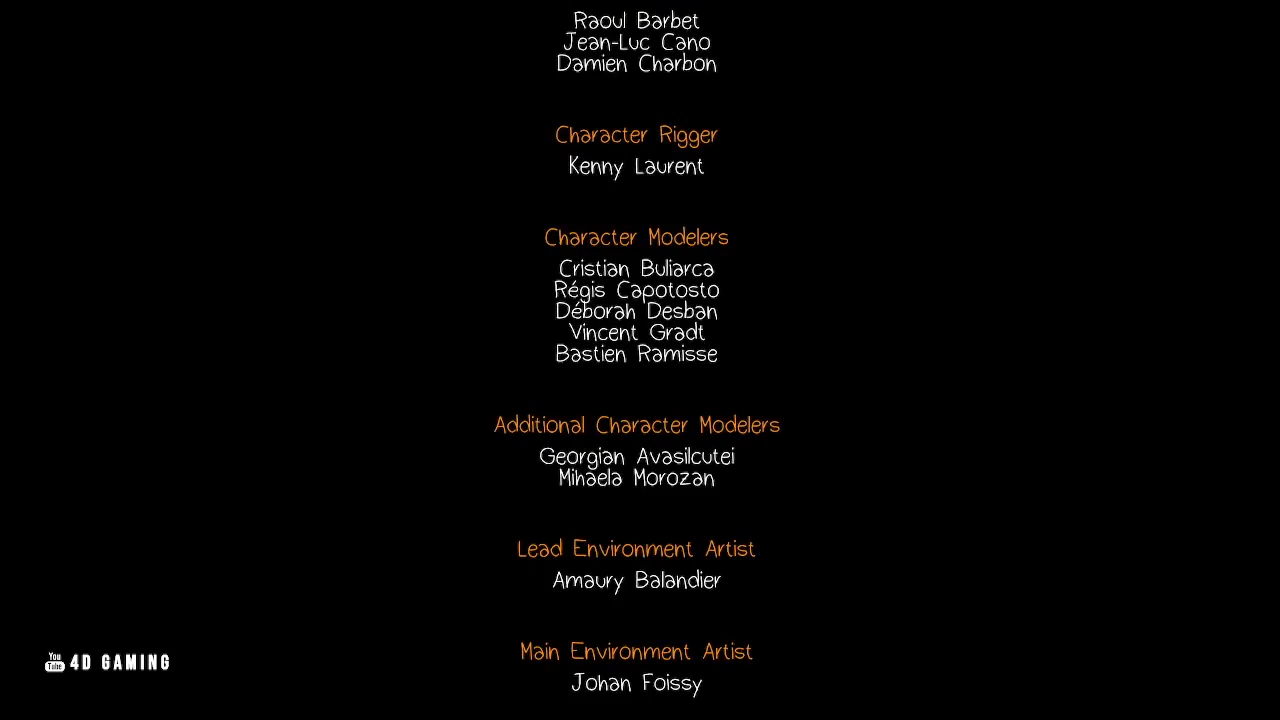 Raoul Barbet
Jean-Luc Cano
Damien Charbon
Character Rigger
Kenny Laurent
Character Modelers
Cristian Buliarca
Régis Capotosto
Déborah Desban
Vincent Gradt
Bastien Ramisse
Additional Character Modelers
Georgian Avasilcutei
Mihaela Morozan
Lead Environment Artist
Amaury Balandier
Main Environment Artist
Johan Foissy
You
Tube 4D GAMING